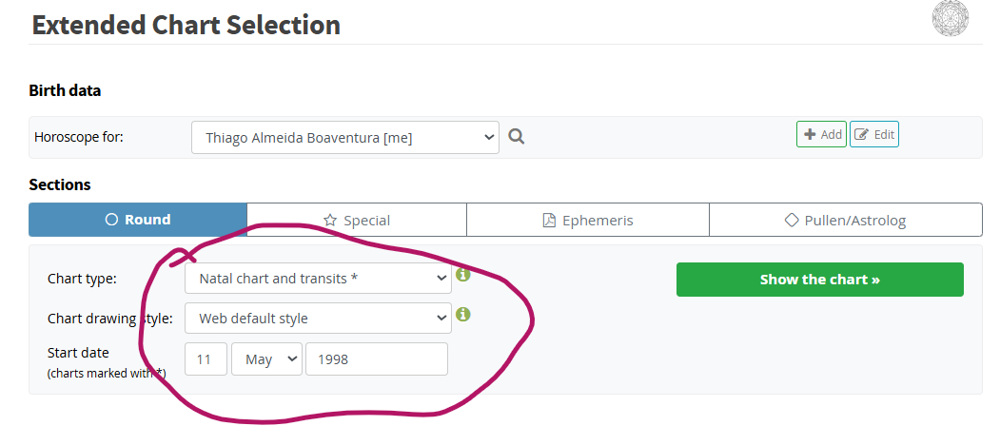 Extended Chart Selection
Birth data
Horoscope for: Thiago Almeida Boaventura [me] Add Edit
Sections
Round Special Ephemeris Pullen/Astrolog
Chart type: Natal chart and transits * Show the chart »
Chart drawing style: Web default style
Start date 11 May 1998
(charts marked with *)